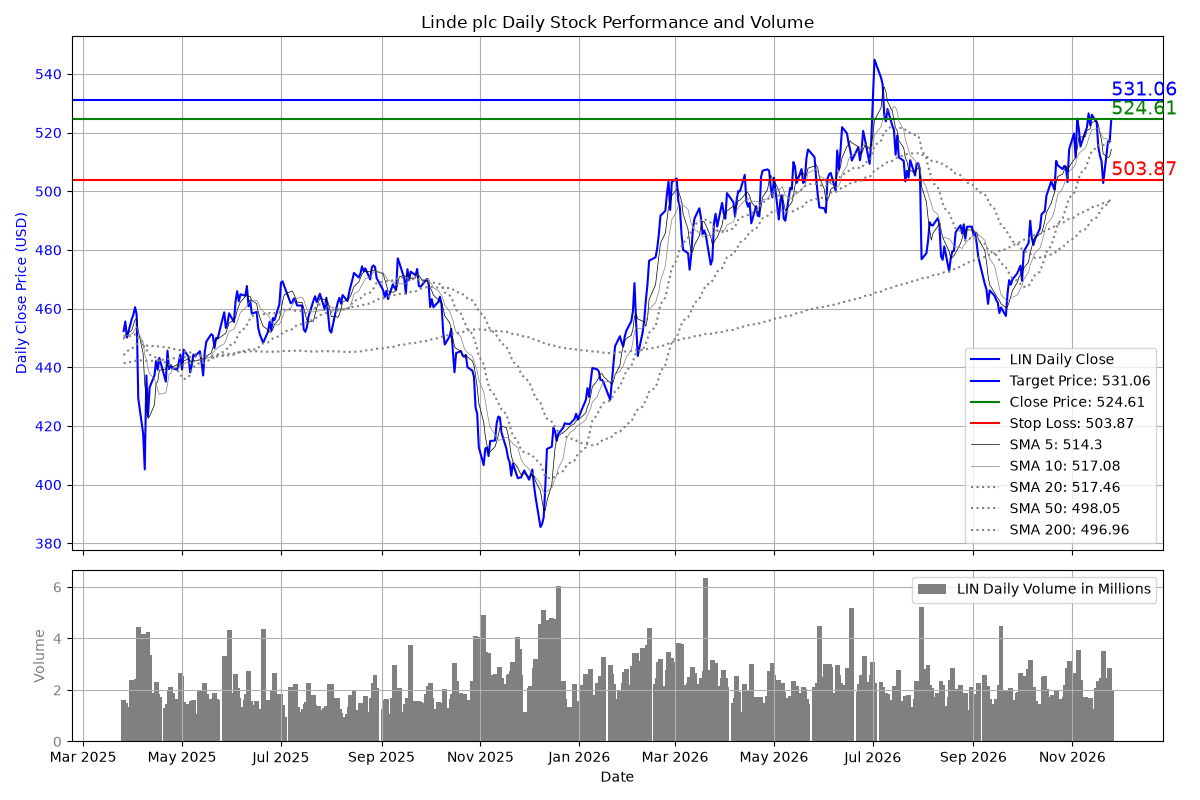 Linde plc Daily Stock Performance and Volume
Daily Close Price (USD)
540
520
500
480
460
440
420
400
380
531.06
524.61
503.87
LIN Daily Close
Target Price: 531.06
Close Price: 524.61
Stop Loss: 503.87
SMA 5: 514.3
SMA 10: 517.08
SMA 20: 517.46
SMA 50: 498.05
SMA 200: 496.96
Volume
6
4
2
0
LIN Daily Volume in Millions
Mar 2025 May 2025 Jul 2025 Sep 2025 Nov 2025 Jan 2026 Mar 2026 May 2026 Jul 2026 Sep 2026 Nov 2026
Date